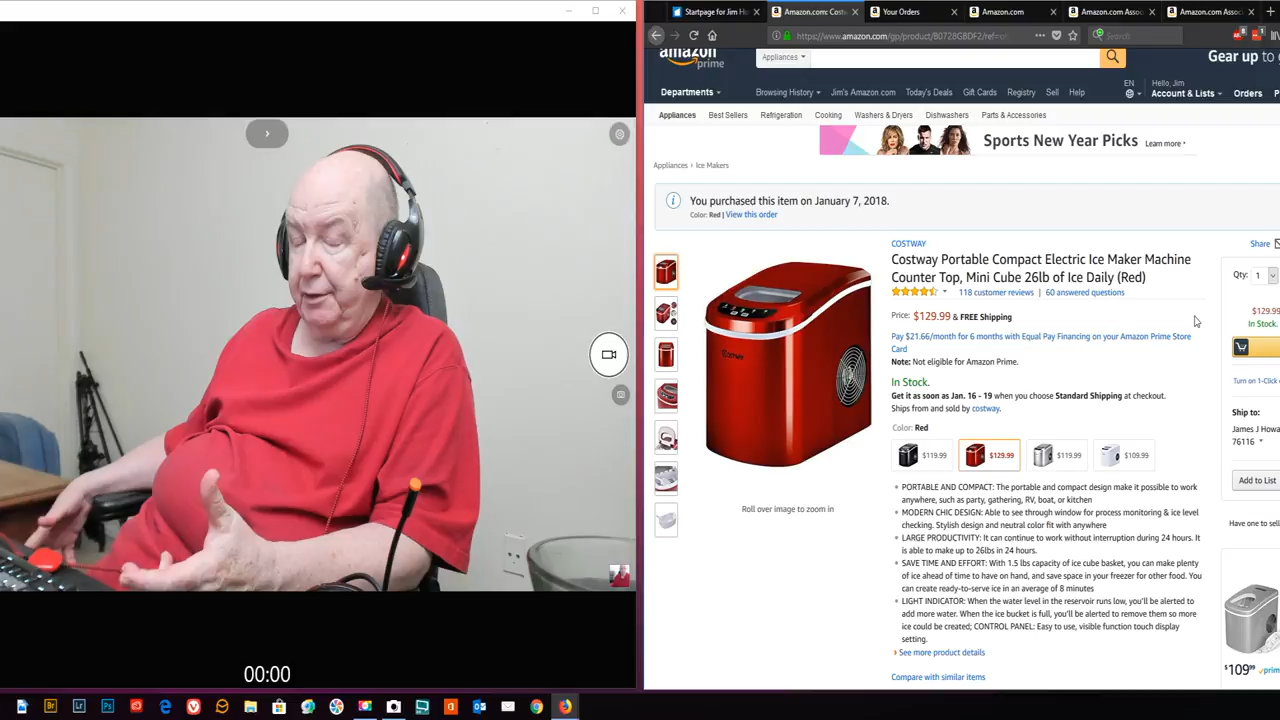 Startpage for Jim H
Amazon.com: Costw
Your Orders
Amazon.com
Amazon.com Assoc
Amazon.com Assoc
https://www.amazon.com/gp/product/B0728GBDF2/ref=
Search
amazon
prime
Appliances
Gear up
Departments
Browsing History
Jim's Amazon.com
Today's Deals
Gift Cards
Registry
Sell
Help
EN
Hello, Jim
Account & Lists
Orders
Appliances
Best Sellers
Refrigeration
Cooking
Washers & Dryers
Dishwashers
Parts & Accessories
Sports New Year Picks
Learn more
Appliances › Ice Makers
You purchased this item on January 7, 2018.
Color: Red | View this order
COSTWAY
Share
Costway Portable Compact Electric Ice Maker Machine
Counter Top, Mini Cube 26lb of Ice Daily (Red)
118 customer reviews | 60 answered questions
Qty: 1
Price: $129.99 & FREE Shipping
$129.99
In Stock.
Pay $21.66/month for 6 months with Equal Pay Financing on your Amazon Prime Store
Card
Note: Not eligible for Amazon Prime.
In Stock.
Turn on 1-Click
Get it as soon as Jan. 16 - 19 when you choose Standard Shipping at checkout.
Ships from and sold by costway.
Ship to:
James J Howa
76116
Color: Red
$119.99
$129.99
$119.99
$109.99
Add to List
• PORTABLE AND COMPACT: The portable and compact design make it possible to work
anywhere, such as party, gathering, RV, boat, or kitchen
• MODERN CHIC DESIGN: Able to see through window for process monitoring & ice level
checking. Stylish design and neutral color fit with anywhere
• LARGE PRODUCTIVITY: It can continue to work without interruption during 24 hours. It
is able to make up to 26lbs in 24 hours.
• SAVE TIME AND EFFORT: With 1.5 lbs capacity of ice cube basket, you can make plenty
of ice ahead of time to have on hand, and save space in your freezer for other food. You
can create ready-to-serve ice in an average of 8 minutes
• LIGHT INDICATOR: When the water level in the reservoir runs low, you'll be alerted to
add more water. When the ice bucket is full, you'll be alerted to remove them so more
ice could be created; CONTROL PANEL: Easy to use, visible function touch display
setting.
› See more product details
Compare with similar items
Roll over image to zoom in
Costway
Have one to sell
$109.99 prime
00:00